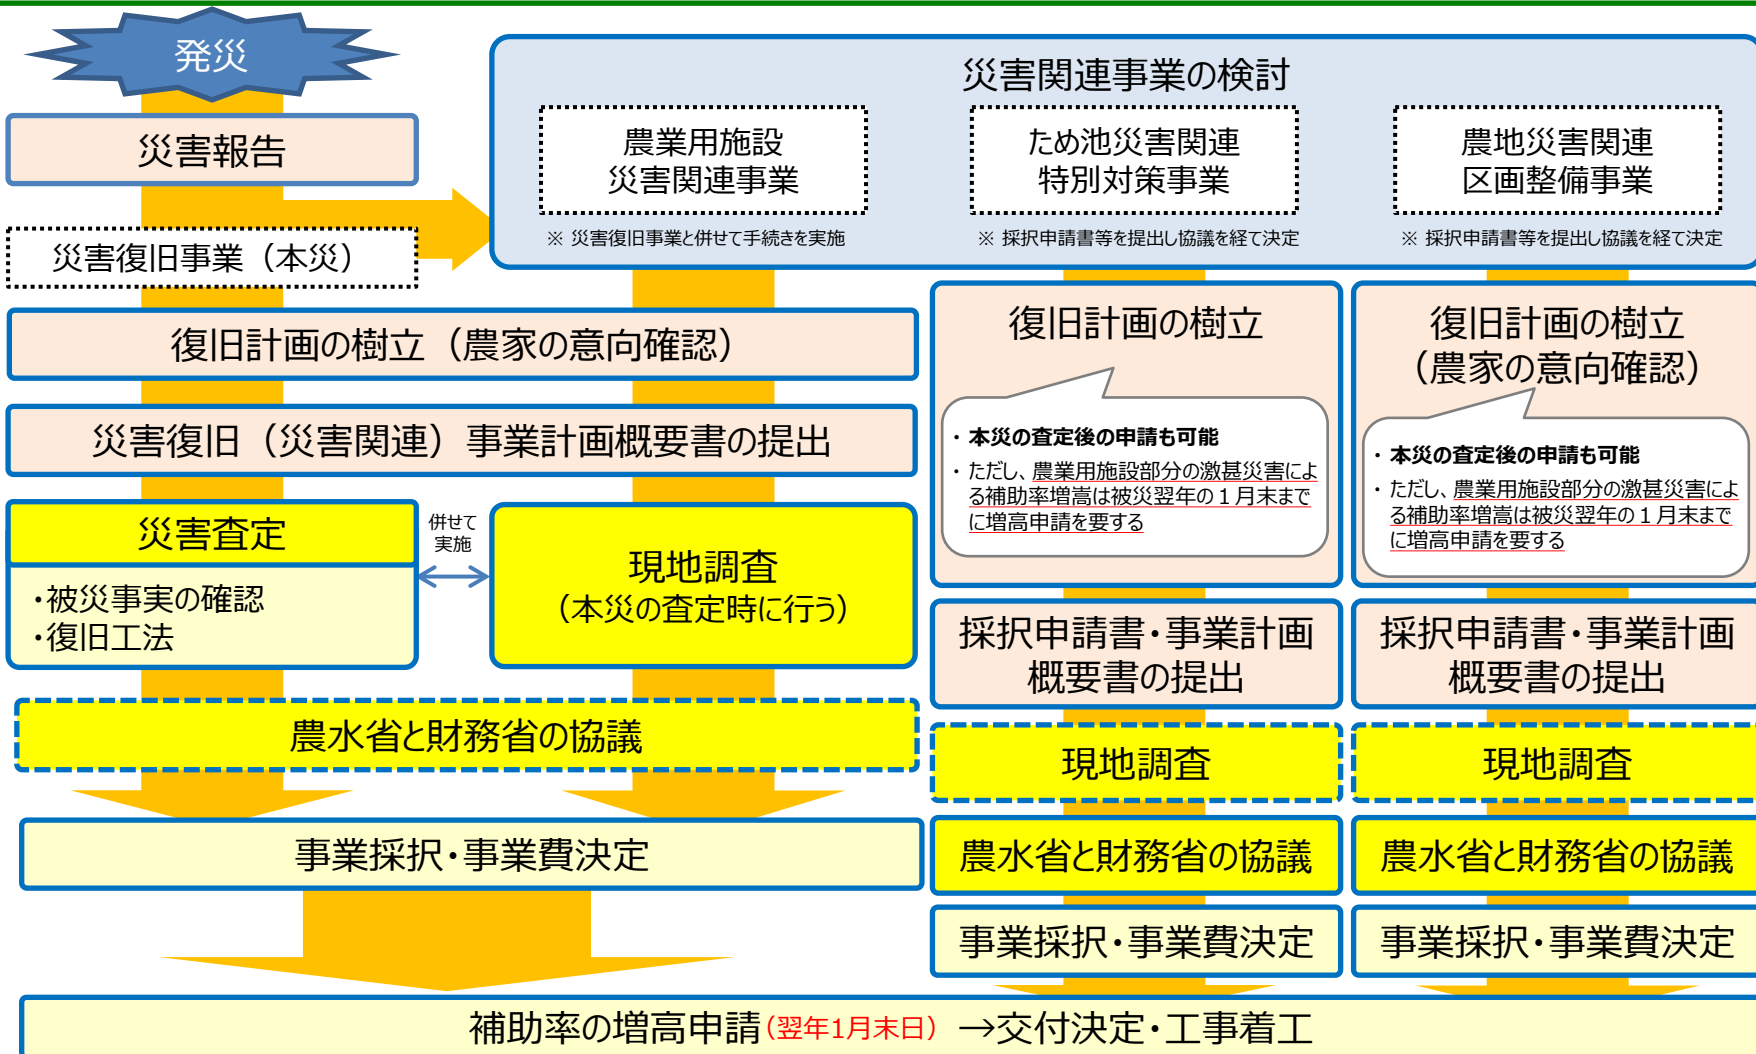 発災
災害報告
災害復旧事業（本災）
災害関連事業の検討
農業用施設
災害関連事業
※ 災害復旧事業と併せて手続きを実施
ため池災害関連
特別対策事業
※ 採択申請書等を提出し協議を経て決定
農地災害関連
区画整備事業
※ 採択申請書等を提出し協議を経て決定
復旧計画の樹立（農家の意向確認）
災害復旧（災害関連）事業計画概要書の提出
災害査定
・被災事実の確認
・復旧工法
併せて
実施
現地調査
（本災の査定時に行う）
農水省と財務省の協議
事業採択・事業費決定
復旧計画の樹立
・本災の査定後の申請も可能
・ただし、農業用施設部分の激甚災害によ
る補助率増嵩は被災翌年の１月末まで
に増高申請を要する
採択申請書・事業計画
概要書の提出
現地調査
農水省と財務省の協議
事業採択・事業費決定
復旧計画の樹立
（農家の意向確認）
・本災の査定後の申請も可能
・ただし、農業用施設部分の激甚災害によ
る補助率増嵩は被災翌年の１月末まで
に増高申請を要する
採択申請書・事業計画
概要書の提出
現地調査
農水省と財務省の協議
事業採択・事業費決定
補助率の増高申請（翌年1月末日）→交付決定・工事着工